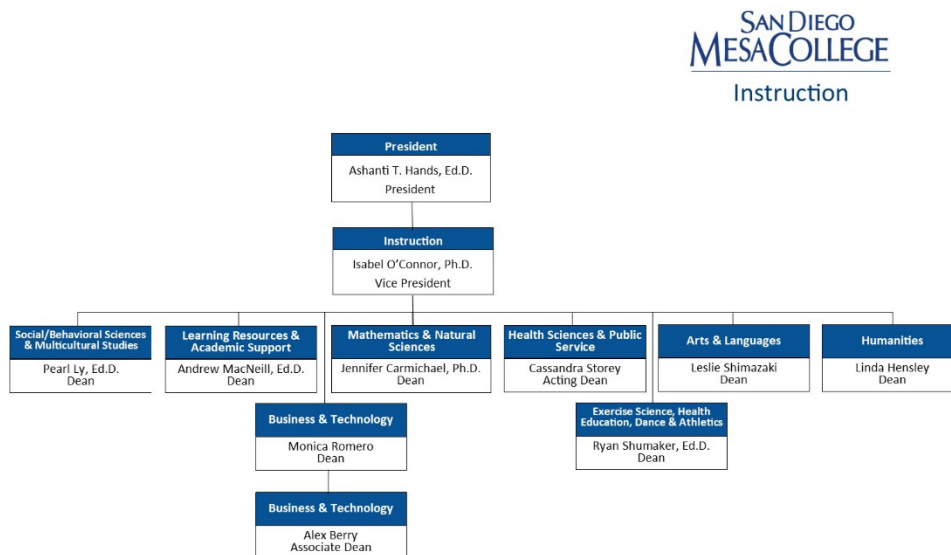 SAN DIEGO
MESA COLLEGE
Instruction
President
Ashanti T. Hands, Ed.D.
President
Instruction
Isabel O'Connor, Ph.D.
Vice President
Social/Behavioral Sciences
& Multicultural Studies
Pearl Ly, Ed.D.
Dean
Learning Resources &
Academic Support
Andrew MacNeill, Ed.D.
Dean
Mathematics & Natural
Sciences
Jennifer Carmichael, Ph.D.
Dean
Health Sciences & Public
Service
Cassandra Storey
Acting Dean
Arts & Languages
Leslie Shimazaki
Dean
Humanities
Linda Hensley
Dean
Business & Technology
Monica Romero
Dean
Exercise Science, Health
Education, Dance & Athletics
Ryan Shumaker, Ed.D.
Dean
Business & Technology
Alex Berry
Associate Dean